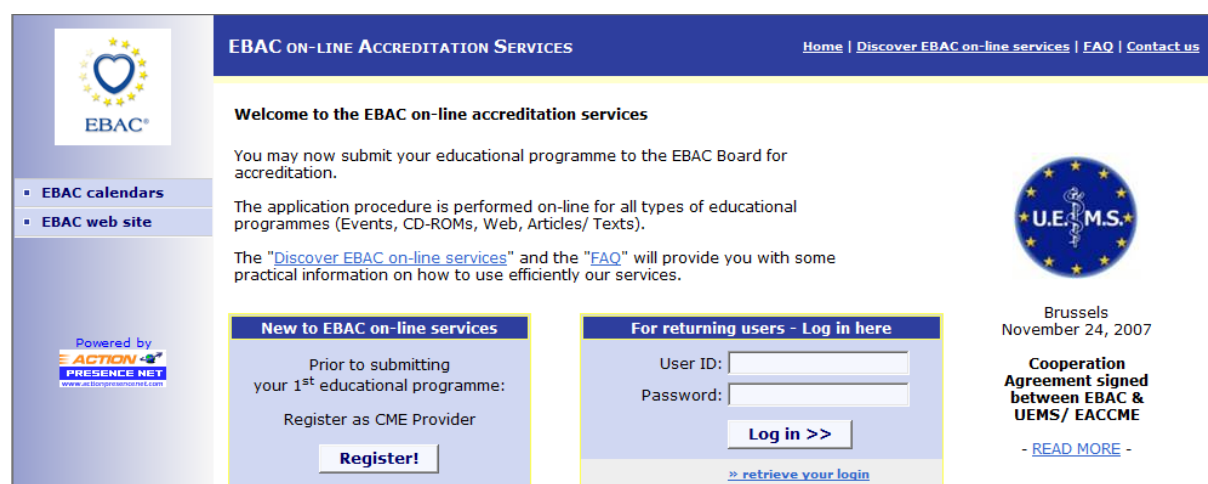 EBAC®
EBAC ON-LINE ACCREDITATION SERVICES
Home | Discover EBAC on-line services | FAQ | Contact us
EBAC calendars
EBAC web site
Powered by
ACTION
PRESENCE NET
www.actionpresencenet.com
Welcome to the EBAC on-line accreditation services
You may now submit your educational programme to the EBAC Board for
accreditation.
The application procedure is performed on-line for all types of educational
programmes (Events, CD-ROMs, Web, Articles/ Texts).
The "Discover EBAC on-line services" and the "FAQ" will provide you with some
practical information on how to use efficiently our services.
New to EBAC on-line services
Prior to submitting
your 1st educational programme:
Register as CME Provider
Register!
For returning users - Log in here
User ID:
Password:
Log in >>
» retrieve your login
U.E.M.S.
Brussels
November 24, 2007
Cooperation
Agreement signed
between EBAC &
UEMS/ EACCME
- READ MORE -